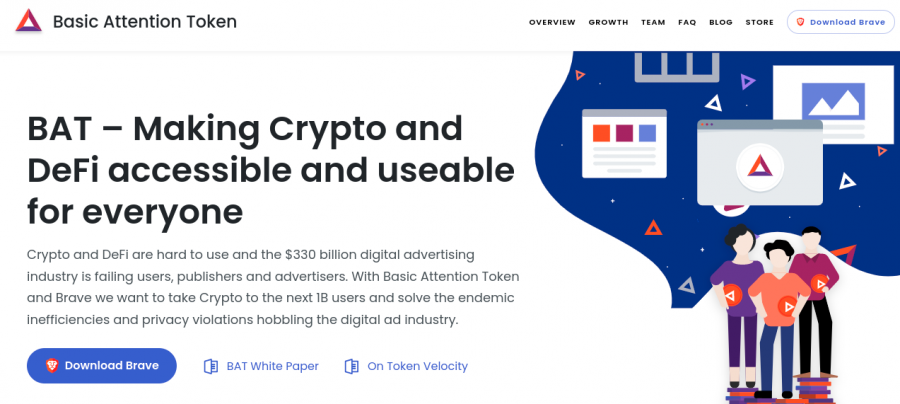 Basic Attention Token
OVERVIEW GROWTH TEAM FAQ BLOG STORE Download Brave
BAT – Making Crypto and
DeFi accessible and useable
for everyone
Crypto and DeFi are hard to use and the $330 billion digital advertising
industry is failing users, publishers and advertisers. With Basic Attention Token
and Brave we want to take Crypto to the next 1B users and solve the endemic
inefficiencies and privacy violations hobbling the digital ad industry.
Download Brave BAT White Paper On Token Velocity